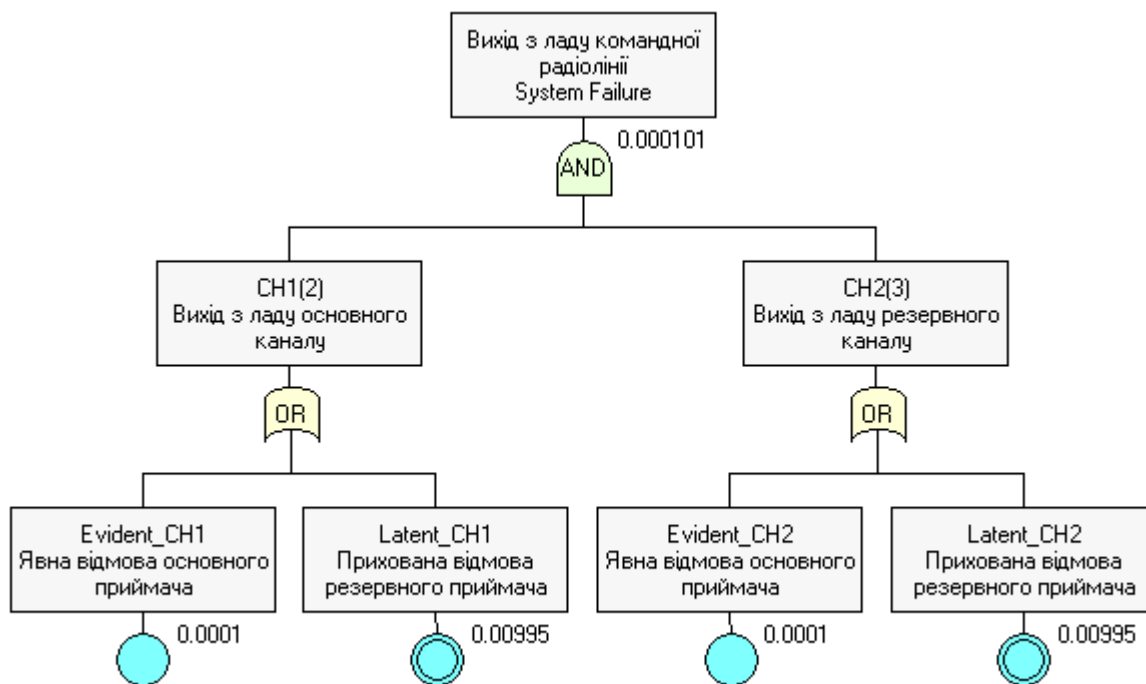 Вихід з ладу командної
радіолінії
System Failure
0.000101
AND
CH1(2)
Вихід з ладу основного
каналу
CH2(3)
Вихід з ладу резервного
каналу
OR
OR
Evident_CH1
Явна відмова основного
приймача
Latent_CH1
Прихована відмова
резервного приймача
Evident_CH2
Явна відмова основного
приймача
Latent_CH2
Прихована відмова
резервного приймача
0.0001
0.00995
0.0001
0.00995